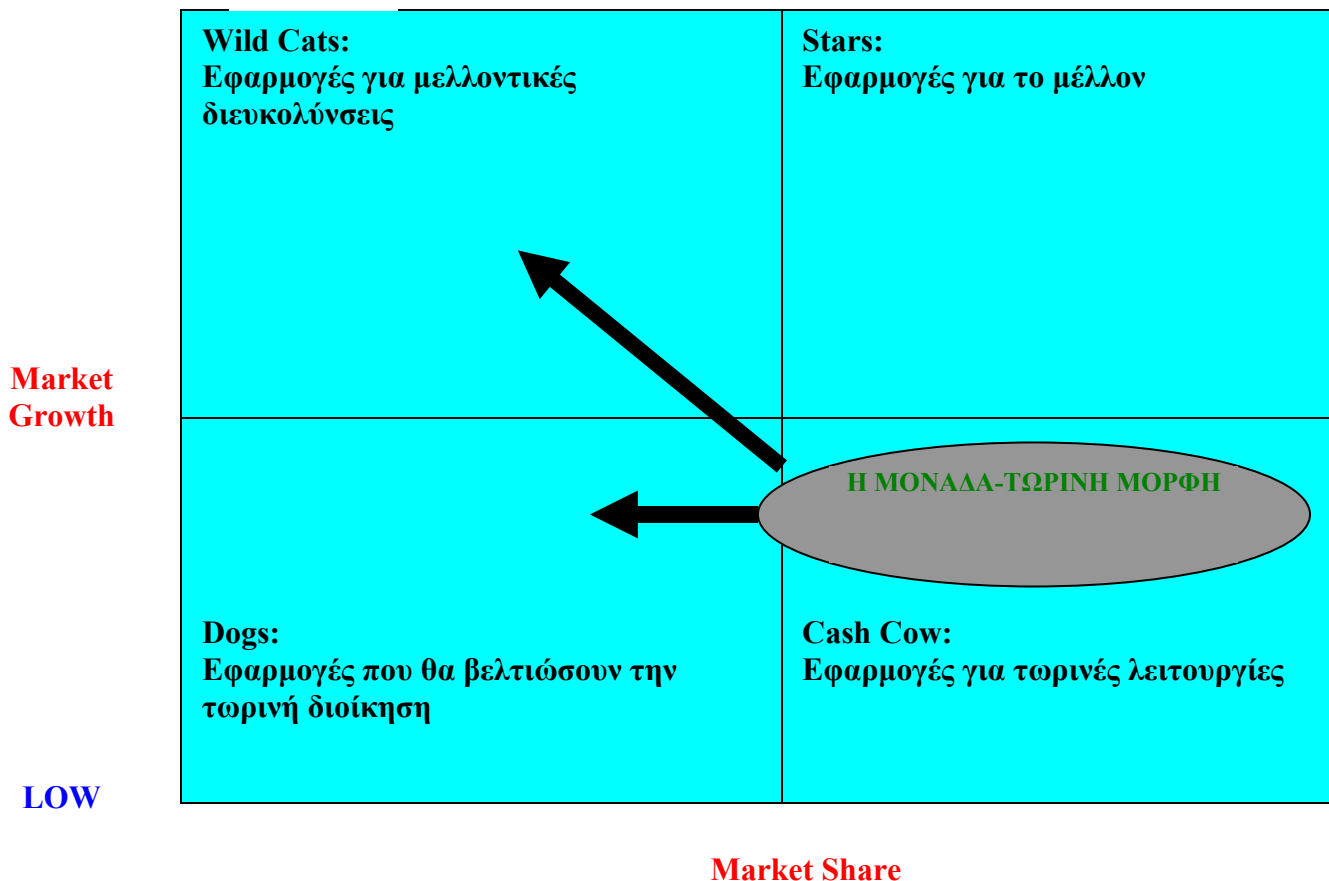 Wild Cats:
Εφαρμογές για μελλοντικές
διευκολύνσεις
Stars:
Εφαρμογές για το μέλλον
Market
Growth
Η ΜΟΝΑΔΑ-ΤΩΡΙΝΗ ΜΟΡΦΗ
Dogs:
Εφαρμογές που θα βελτιώσουν την
τωρινή διοίκηση
Cash Cow:
Εφαρμογές για τωρινές λειτουργίες
LOW
Market Share